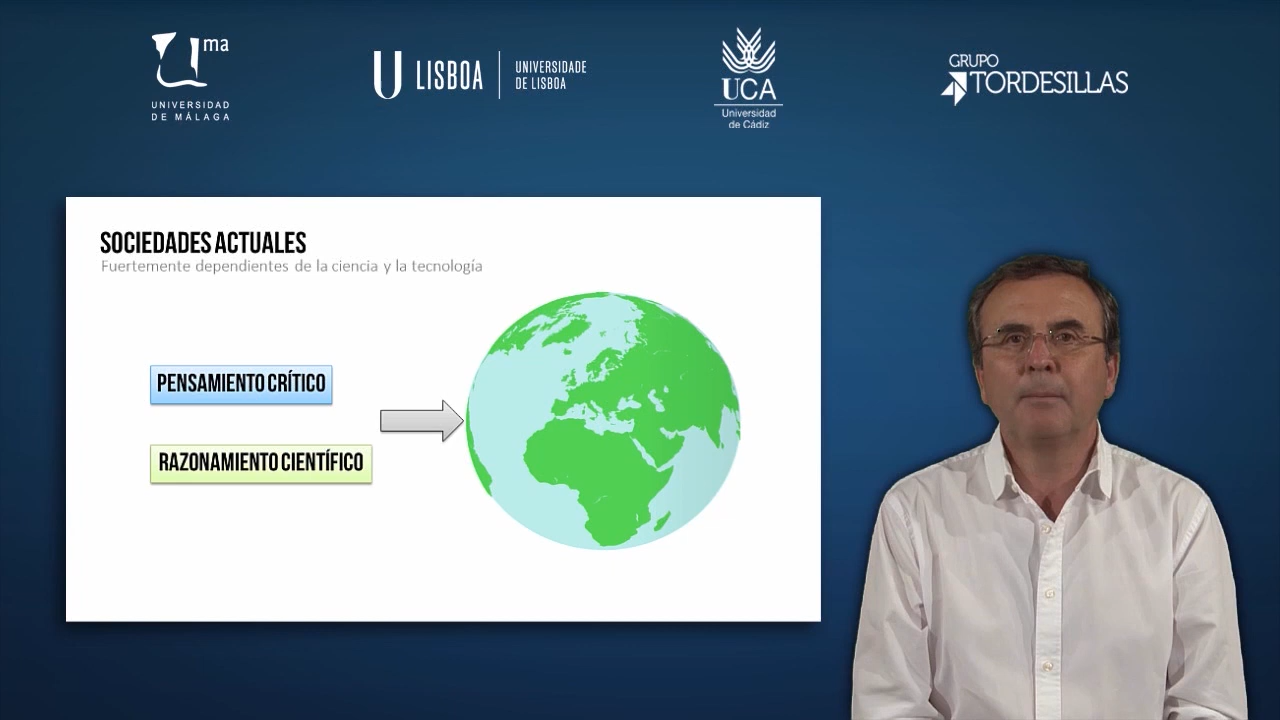 ma
UNIVERSIDAD
DE MÁLAGA
U LISBOA
UNIVERSIDADE
DE LISBOA
UCA
Universidad
de Cádiz
GRUPO
TORDESILLAS
SOCIEDADES ACTUALES
Fuertemente dependientes de la ciencia y la tecnología
PENSAMIENTO CRÍTICO
RAZONAMIENTO CIENTÍFICO